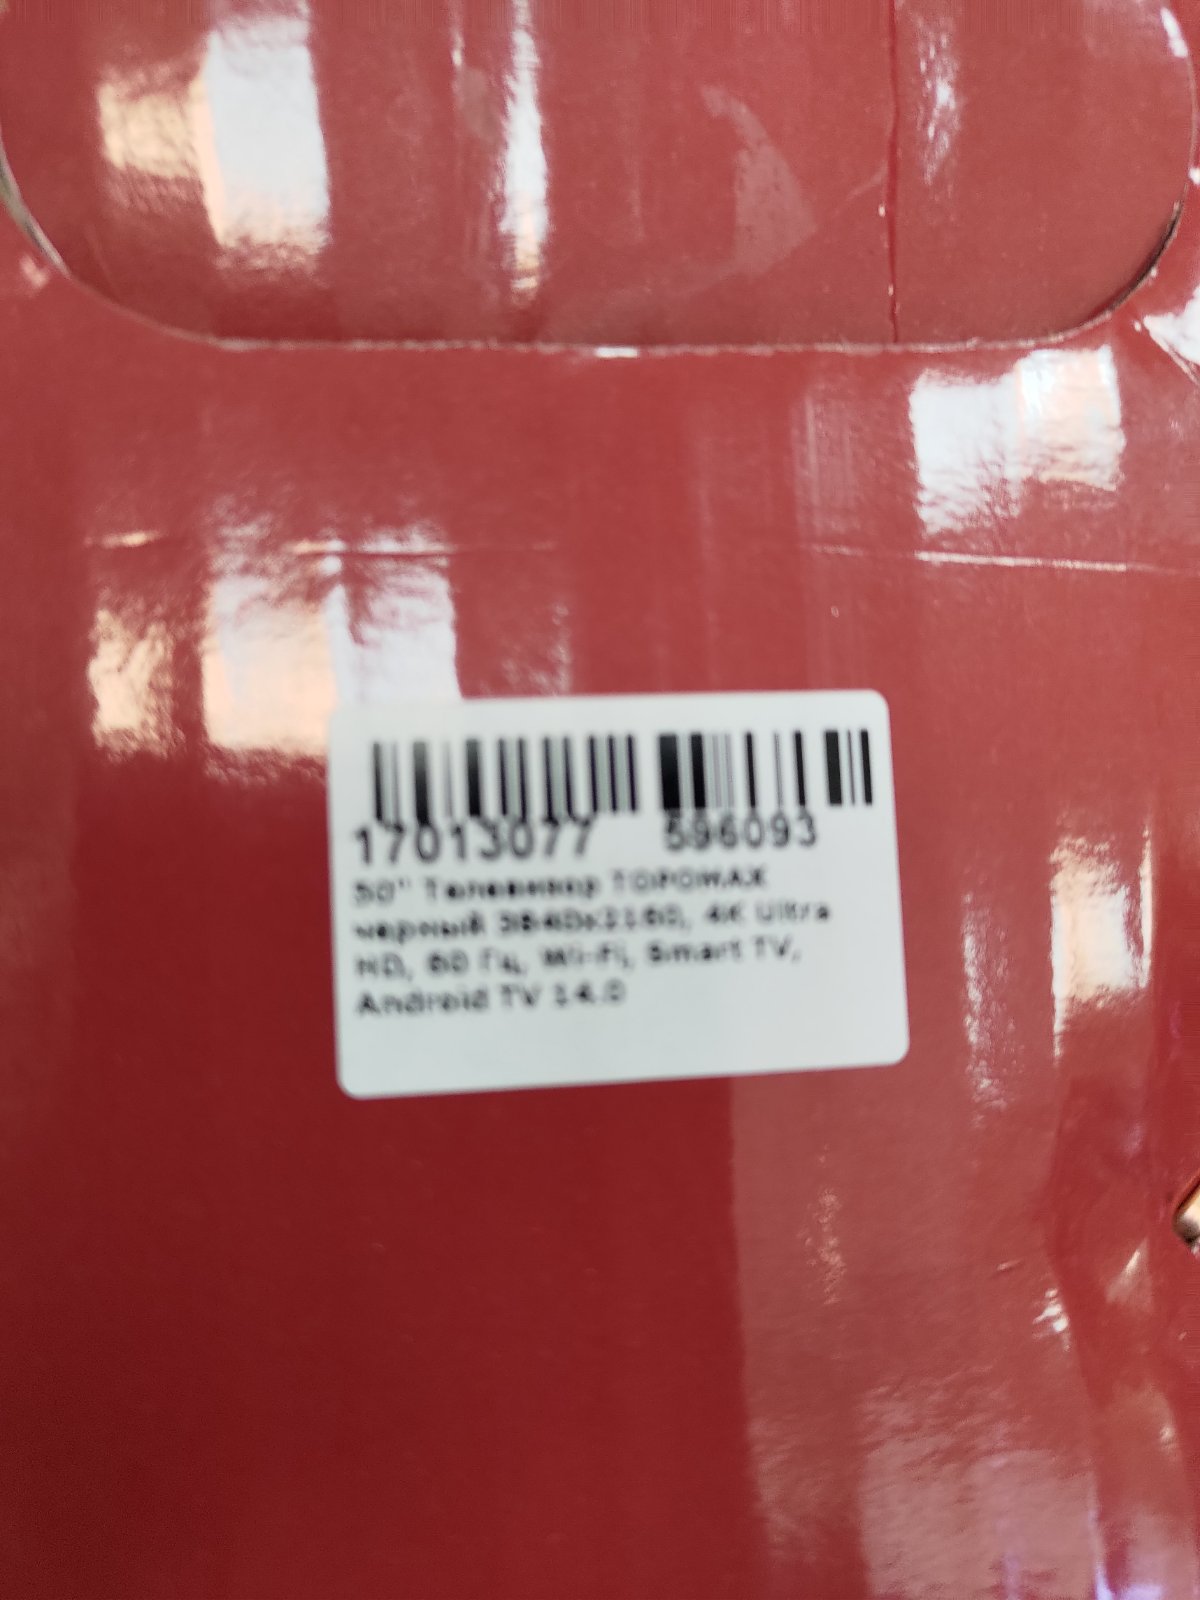 17013077 596093
50" Телевизор TOPOMAX
черный 3840x2160, 4K Ultra
HD, 60 Гц, Wi-Fi, Smart TV,
Android TV 14.0